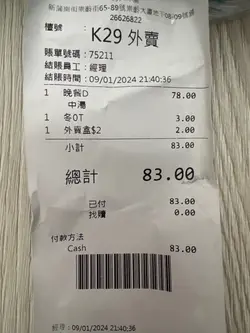 26626822
檯號：
K29 外賣
賬單號碼：75211
結賬員工：經理
結賬時間：09/01/2024 21:40:36
1 晚餐D 78.00
中湯
1 冬OT 3.00
1 外賣盒$2 2.00
小計 83.00
總計 83.00
已付 83.00
找贖 0.00
付款方法
Cash 83.00
經理：09/01/2024 21:40:36